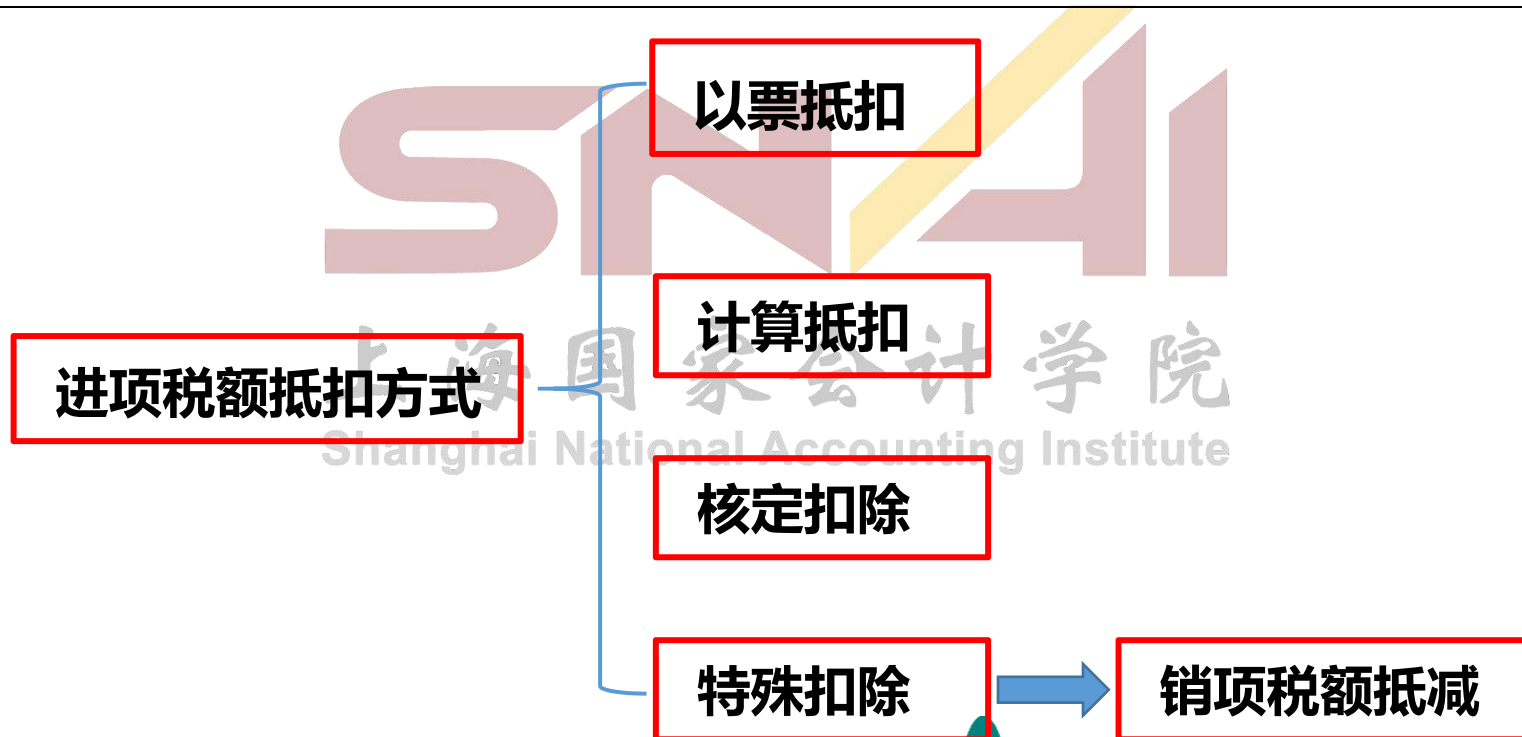 SNAI
以票抵扣
计算抵扣
进项税额抵扣方式
上海国家会计学院
Shanghai National Accounting Institute
核定扣除
特殊扣除
销项税额抵减